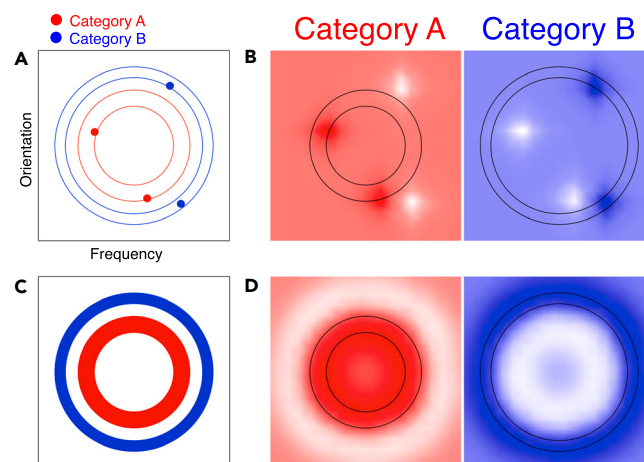 Category A
Category B
A
B
Category A
Category B
Orientation
Frequency
C
D